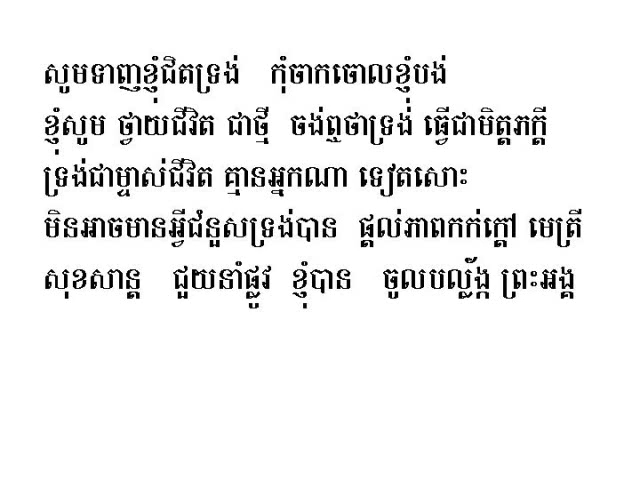 សូមទាញខ្ញុំជិតទ្រង់ កុំចាកចោលខ្ញុំបង់
ខ្ញុំសូម ថ្វាយជីវិត ជាថ្មី ចង់ឮថាទ្រង់ ធ្វើជាមិត្តភក្ដី
ទ្រង់ជាម្ចាស់ជីវិត គ្មានអ្នកណា ទៀតសោះ
មិនអាចមានអ្វីជំនួសទ្រង់បាន ផ្ដល់ភាពកក់ក្ដៅ មេត្រី
សុខសាន្ត ជួយនាំផ្លូវ ខ្ញុំបាន ចូលបល្ល័ង្ក ព្រះអង្គ